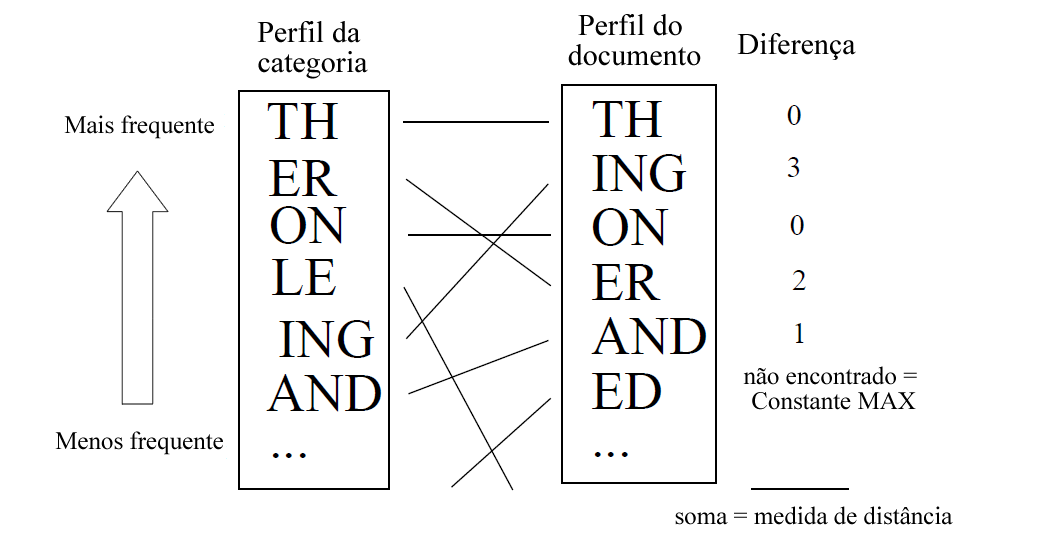 Perfil da
categoria
Perfil do
documento
Diferença
Mais frequente
Menos frequente
TH
ER
ON
LE
ING
AND
...
TH
ING
ON
ER
AND
ED
...
0
3
0
2
1
não encontrado =
Constante MAX
soma = medida de distância